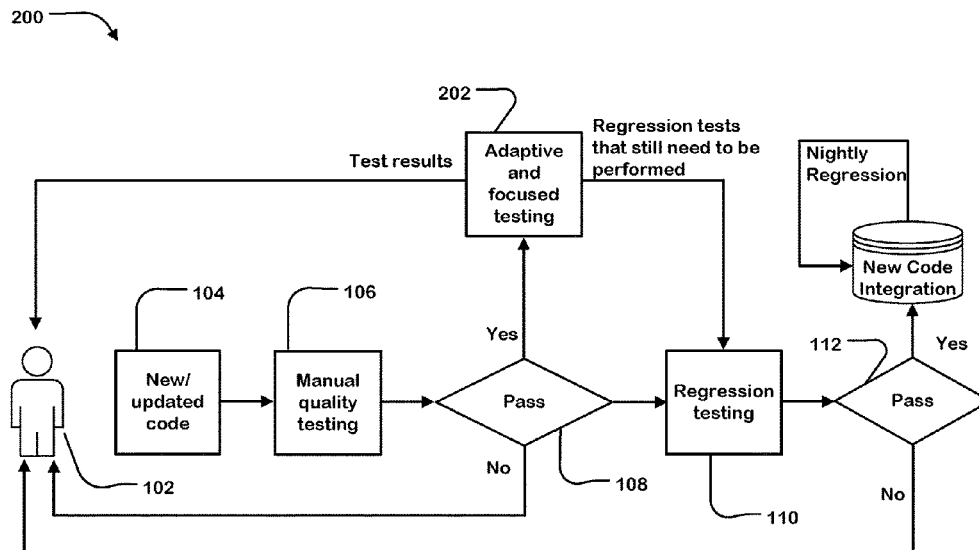 200
202
Regression tests
that still need to be
performed
Test results
Adaptive
and
focused
testing
Nightly
Regression
New Code
Integration
104
106
Yes
112
Yes
New/
updated
code
Manual
quality
testing
Pass
Regression
testing
Pass
No
No
102
108
110